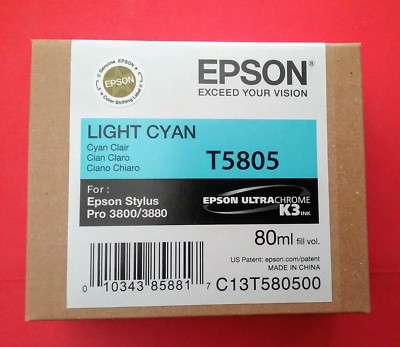 Genuine EPSON
EPSON
Color Shifting Label
EPSON®
EXCEED YOUR VISION
LIGHT CYAN
Cyan Clair
Cian Claro
Ciano Chiaro
T5805
For :
Epson Stylus
Pro 3800/3880
EPSON ULTRACHROME
K3 INK
80ml fill vol.
US Patent: epson.com/patent
MADE IN CHINA
0 10343 85881 7
C13T580500